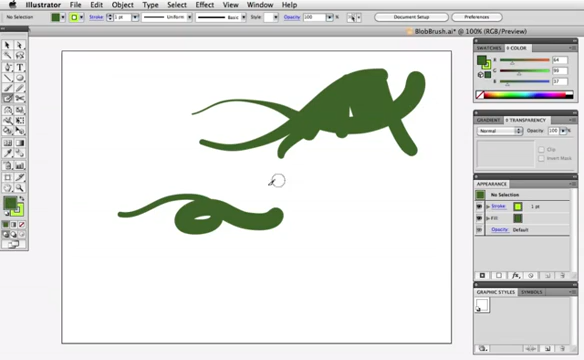 Illustrator File Edit Object Type Select Effect View Window Help
No Selection Stroke: 1 pt Uniform Basic Style: Opacity: 100 % Document Setup Preferences
BlobBrush.ai* @ 100% (RGB/Preview)
SWATCHES COLOR
R 64
G 96
B 37
GRADIENT TRANSPARENCY
Normal Opacity: 100 %
Clip
Invert Mask
APPEARANCE
No Selection
Stroke: 1 pt
Fill:
Opacity: Default
GRAPHIC STYLES SYMBOLS